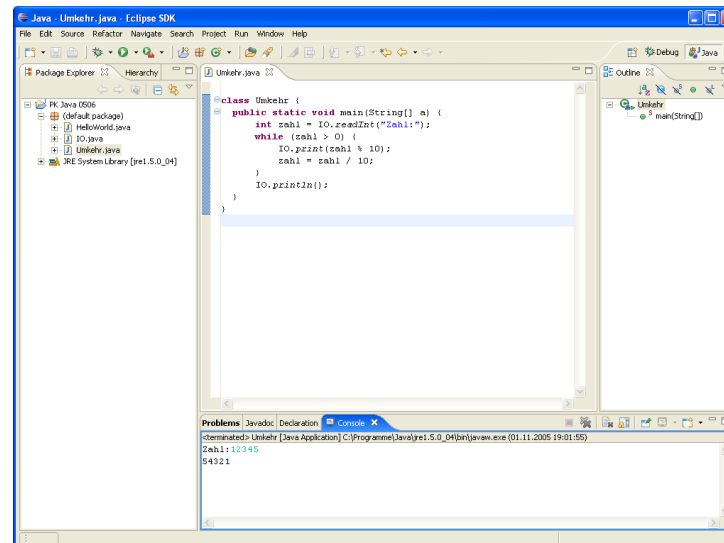 Java - Umkehr.java - Eclipse SDK
File Edit Source Refactor Navigate Search Project Run Window Help
Debug Java
Package Explorer Hierarchy
PK Java 0506
(default package)
HelloWorld.java
IO.java
Umkehr.java
JRE System Library [jre1.5.0_04]
Umkehr.java
class Umkehr {
public static void main(String[] a) {
int zahl = IO.readInt("Zahl:");
while (zahl > 0) {
IO.print(zahl % 10);
zahl = zahl / 10;
}
IO.println();
}
}
Outline
Umkehr
main(String[])
Problems Javadoc Declaration Console
<terminated> Umkehr [Java Application] C:\Programme\Java\jre1.5.0_04\bin\javaw.exe (01.11.2005 19:01:55)
Zahl:12345
54321